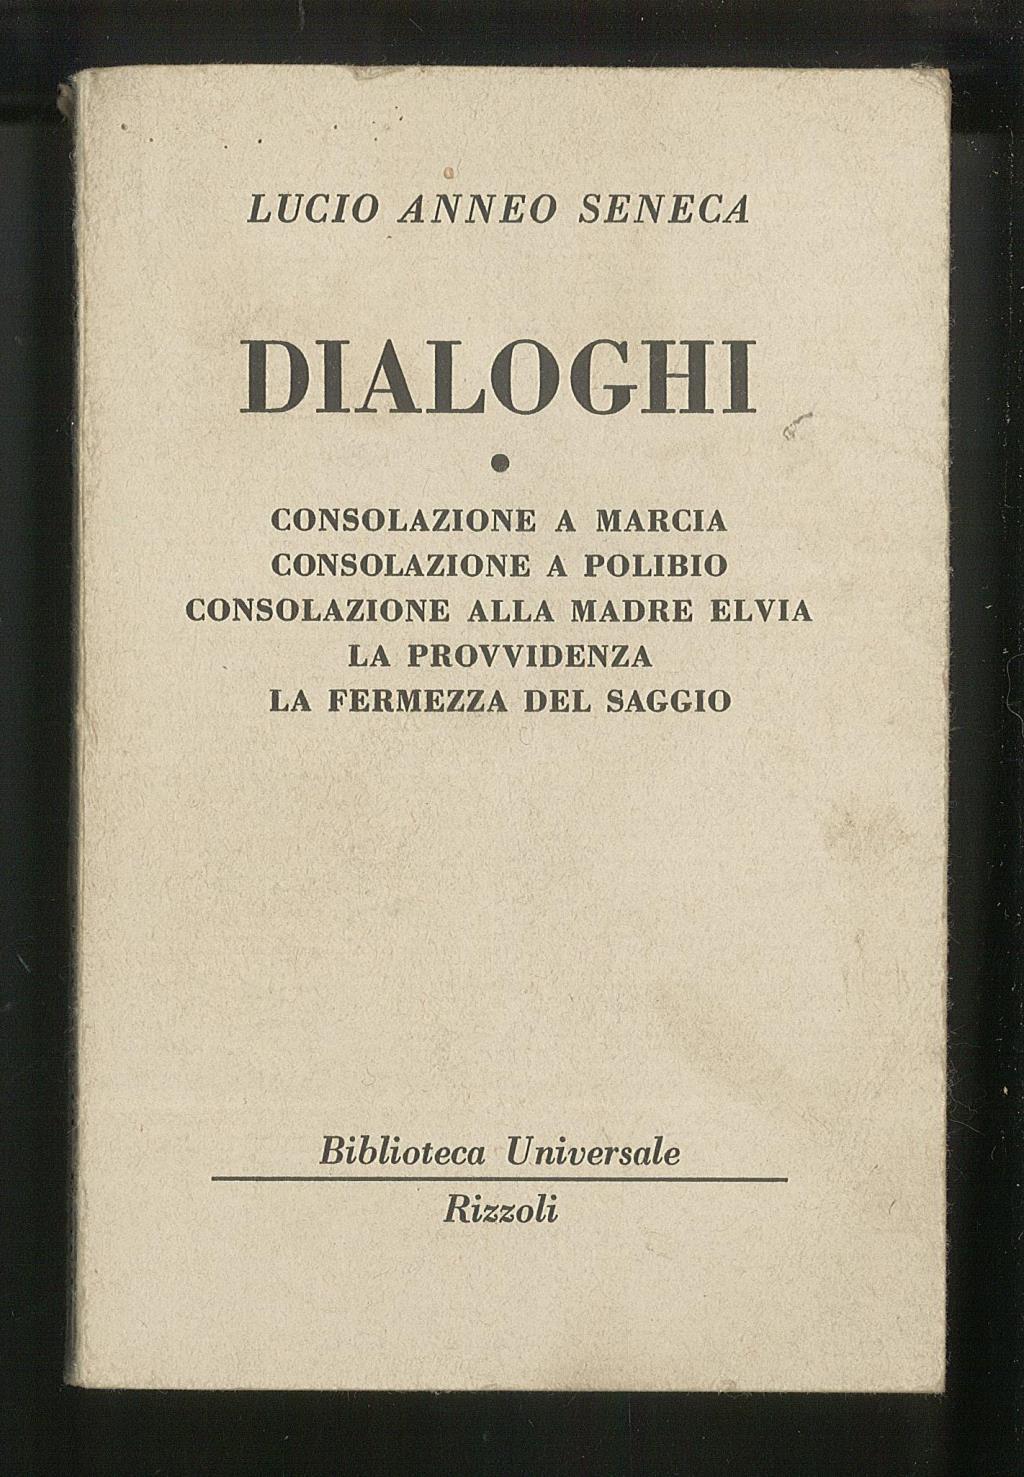 LUCIO ANNEO SENECA
DIALOGHI
•
CONSOLAZIONE A MARCIA
CONSOLAZIONE A POLIBIO
CONSOLAZIONE ALLA MADRE ELVIA
LA PROVVIDENZA
LA FERMEZZA DEL SAGGIO
Biblioteca Universale
Rizzoli